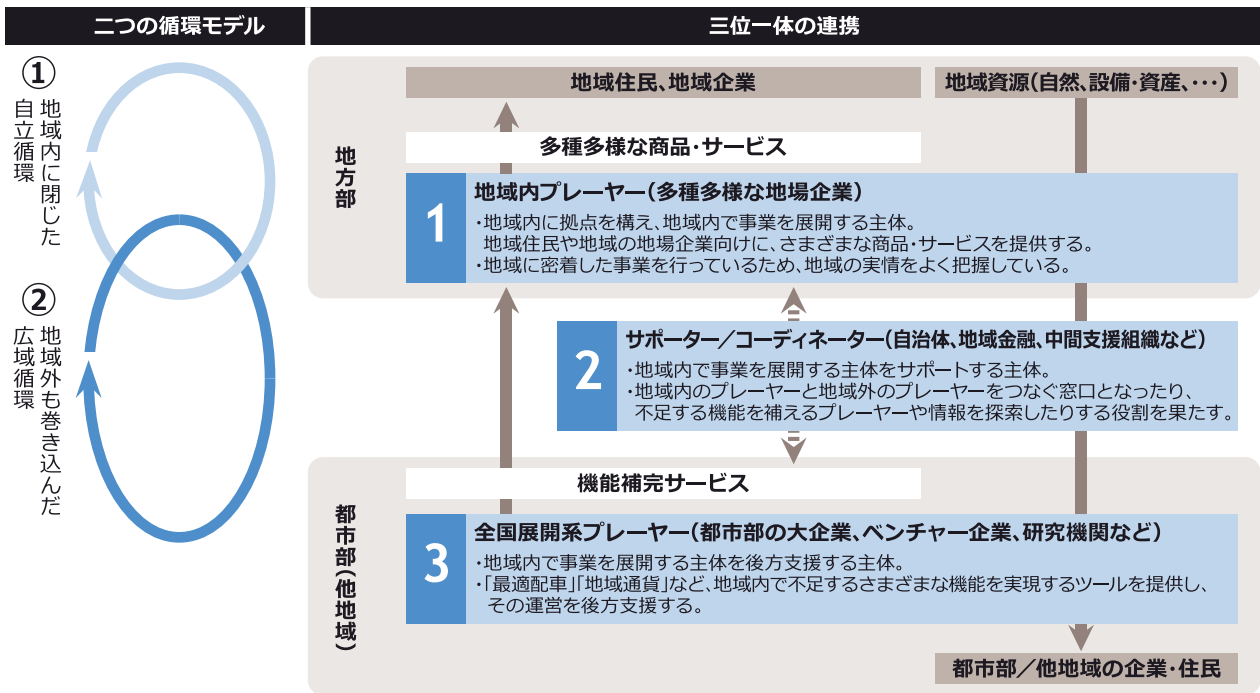 二つの循環モデル
三位一体の連携
①
地域内に閉じた
自立循環
②
地域外も巻き込んだ
広域循環
地方部
地域住民、地域企業
地域資源(自然、設備・資産、・・・)
多種多様な商品・サービス
1
地域内プレーヤー(多種多様な地場企業)
・地域内に拠点を構え、地域内で事業を展開する主体。
地域住民や地域の地場企業向けに、さまざまな商品・サービスを提供する。
・地域に密着した事業を行っているため、地域の実情をよく把握している。
2
サポーター/コーディネーター(自治体、地域金融、中間支援組織など)
・地域内で事業を展開する主体をサポートする主体。
・地域内のプレーヤーと地域外のプレーヤーをつなぐ窓口となったり、
不足する機能を補えるプレーヤーや情報を探索したりする役割を果たす。
都市部(他地域)
機能補完サービス
3
全国展開系プレーヤー(都市部の大企業、ベンチャー企業、研究機関など)
・地域内で事業を展開する主体を後方支援する主体。
・「最適配車」「地域通貨」など、地域内で不足するさまざまな機能を実現するツールを提供し、
その運営を後方支援する。
都市部/他地域の企業・住民